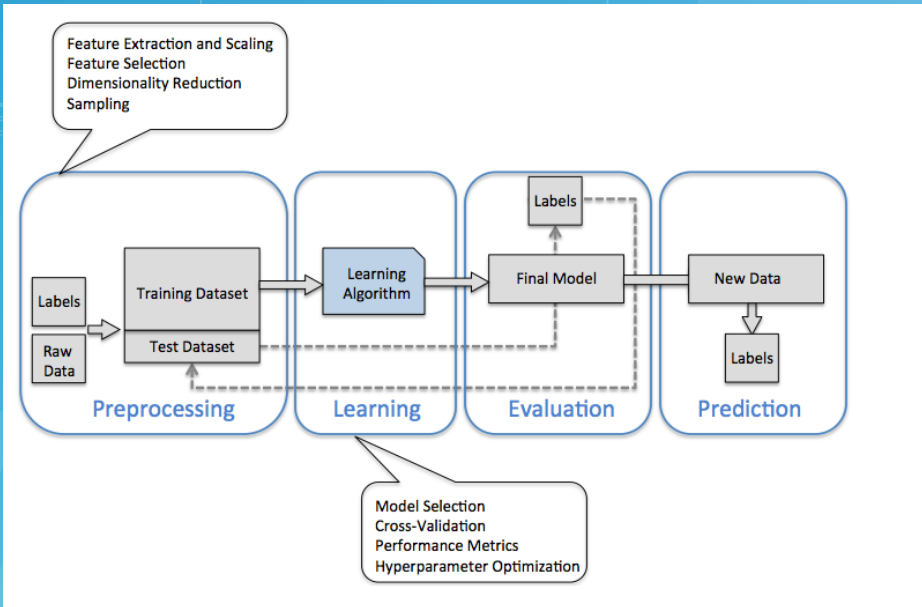 Feature Extraction and Scaling
Feature Selection
Dimensionality Reduction
Sampling
Labels
Raw
Data
Training Dataset
Test Dataset
Preprocessing
Learning
Algorithm
Learning
Labels
Final Model
Evaluation
New Data
Labels
Prediction
Model Selection
Cross-Validation
Performance Metrics
Hyperparameter Optimization